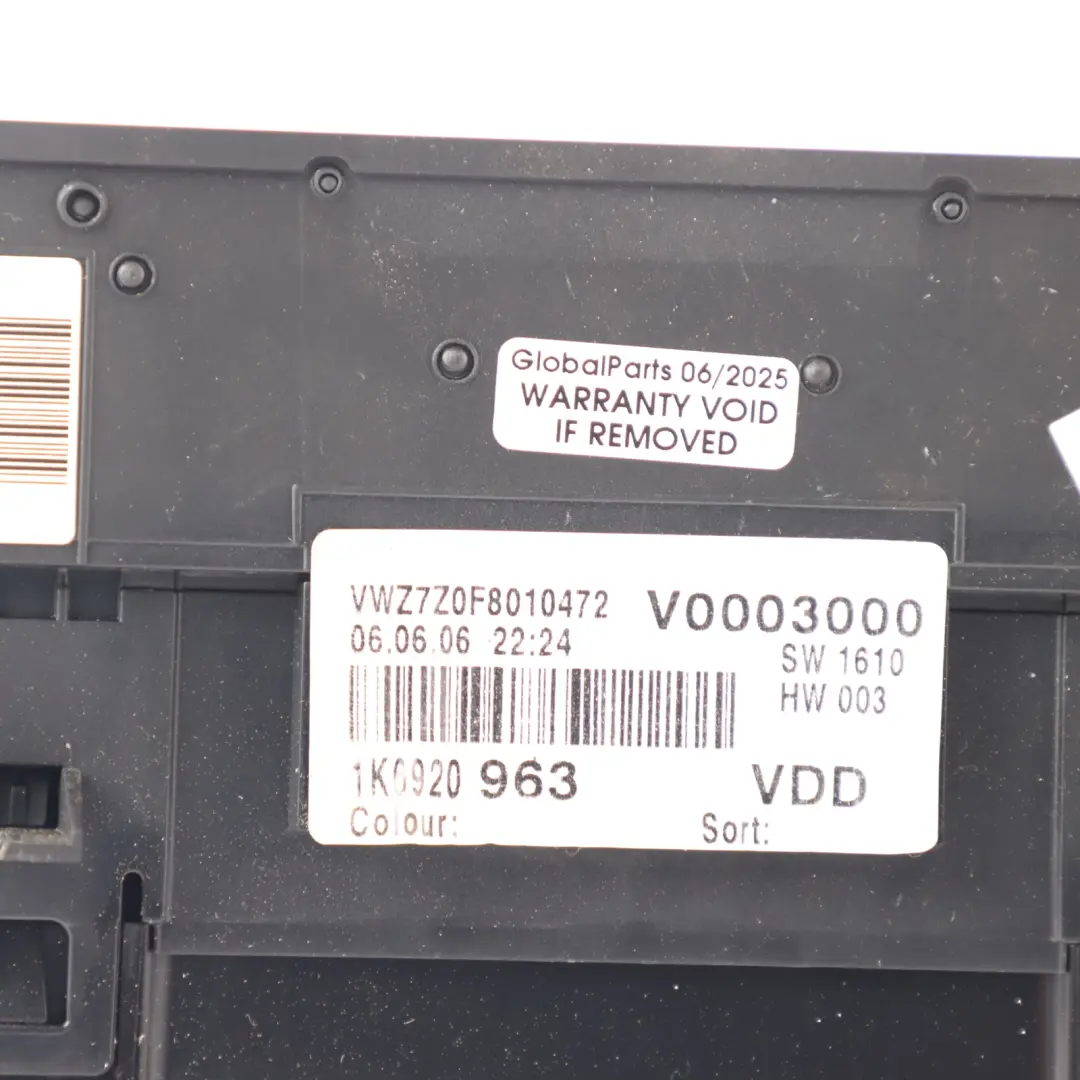 GlobalParts 06/2025
WARRANTY VOID
IF REMOVED
VWZ7Z0F8010472 V0003000
06.06.06 22:24 SW 1610
HW 003
1K0920 963 VDD
Colour: Sort: